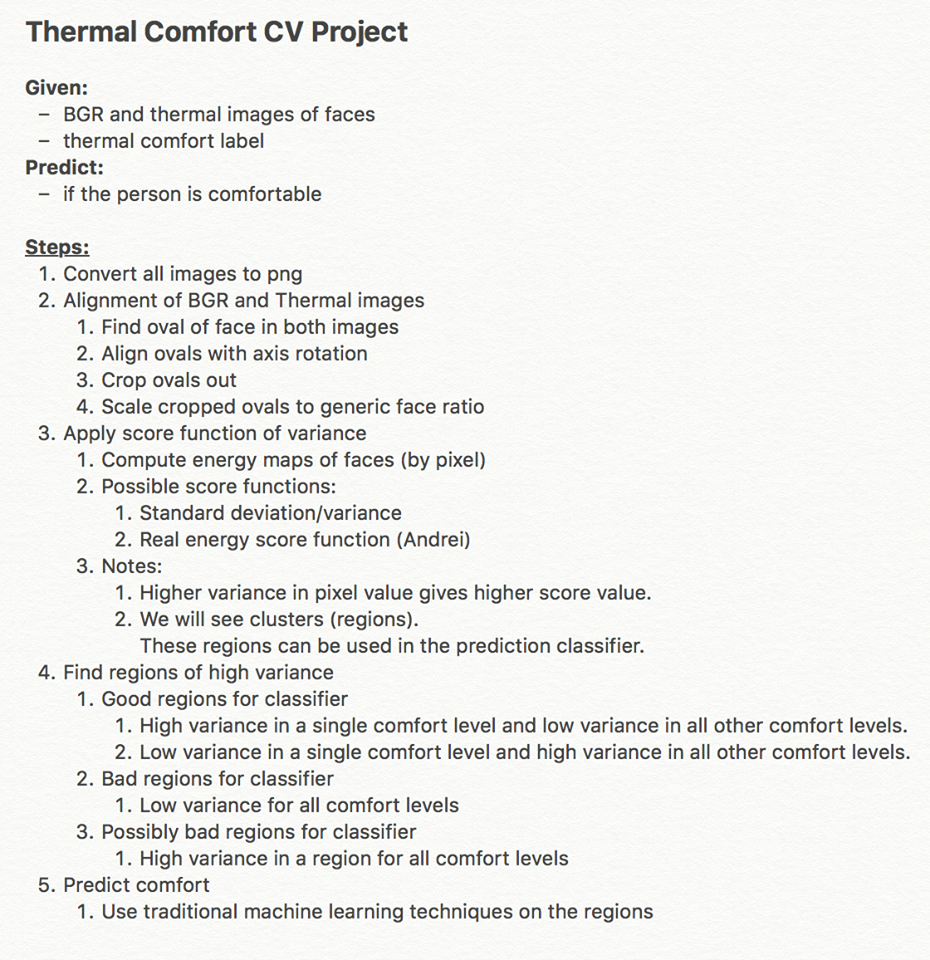 Thermal Comfort CV Project
Given:
– BGR and thermal images of faces
– thermal comfort label
Predict:
– if the person is comfortable
Steps:
1. Convert all images to png
2. Alignment of BGR and Thermal images
1. Find oval of face in both images
2. Align ovals with axis rotation
3. Crop ovals out
4. Scale cropped ovals to generic face ratio
3. Apply score function of variance
1. Compute energy maps of faces (by pixel)
2. Possible score functions:
1. Standard deviation/variance
2. Real energy score function (Andrei)
3. Notes:
1. Higher variance in pixel value gives higher score value.
2. We will see clusters (regions).
These regions can be used in the prediction classifier.
4. Find regions of high variance
1. Good regions for classifier
1. High variance in a single comfort level and low variance in all other comfort levels.
2. Low variance in a single comfort level and high variance in all other comfort levels.
2. Bad regions for classifier
1. Low variance for all comfort levels
3. Possibly bad regions for classifier
1. High variance in a region for all comfort levels
5. Predict comfort
1. Use traditional machine learning techniques on the regions